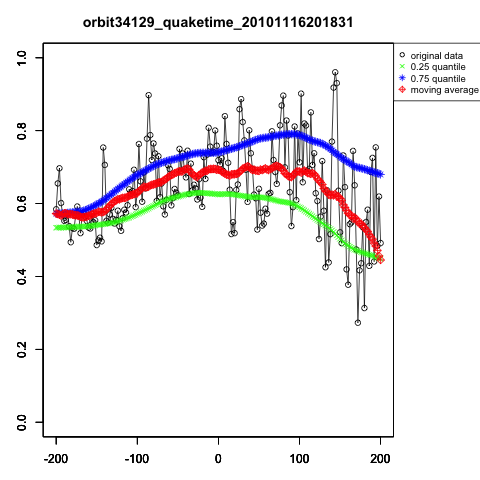 orbit34129_quaketime_20101116201831
original data
0.25 quantile
0.75 quantile
moving average
1.0
0.8
0.6
0.4
0.2
0.0
-200 -100 0 100 200